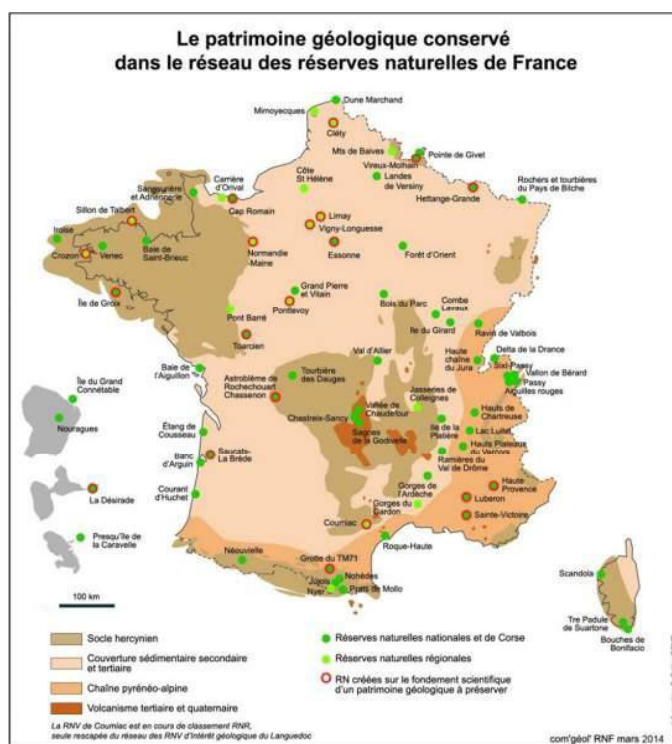 Le patrimoine géologique conservé
dans le réseau des réserves naturelles de France
Dune Marchand
Mimoyecques
Cléty
Mts de Baives
Pointe de Givet
Vireux-Molhain
Côte
St Hélène
Landes
de Versiny
Hettange-Grande
Rochers et tourbières
du Pays de Bitche
Carrière
d'Orival
Cap Romain
Sillon de Talbert
Limay
Vigny-Longuesse
Iroise
Crozon
Venec
Baie de
Saint-Brieuc
Normandie
-Maine
Essonne
Forêt d'Orient
Île de Groix
Grand Pierre
et Vitain
Pontlevoy
Bois du Parc
Combe
Lavaux
Pont Barré
Ile du Girard
Ravin de Valbois
Toarcien
Val d'Allier
Haute
chaîne
du Jura
Delta de la Drance
Sixt-Passy
Vallon de Bérard
Passy
Aiguilles rouges
Baie de
l'Aiguillon
Tourbière
des Dauges
Astroblème de
Rochechouart
Chassenon
Jasseries de
Colleignes
Île du Grand
Connétable
Vallée de
Chaudefour
Chastreix-Sancy
Sagnes
de la Godivelle
Hauts de
Chartreuse
Nouragues
Étang de
Cousseau
Ile de la
Platière
Lac Luitel
Hauts Plateaux
du Vercors
Banc
d'Arguin
Saucats-
La Brède
Ramières du
Val de Drôme
La Désirade
Courant
d'Huchet
Gorges de
l'Ardèche
Haute
Provence
Gorges du
Gardon
Luberon
Coumiac
Sainte-Victoire
Presqu'île de
la Caravelle
Roque-Haute
Néouvielle
Grotte du TM71
Nohèdes
Jujols
Nyer
Prats de Mollo
Scandola
100 km
Tre Padule
de Suartone
Bouches de
Bonifacio
Socle hercynien
Couverture sédimentaire secondaire
et tertiaire
Chaîne pyrénéo-alpine
Volcanisme tertiaire et quaternaire
Réserves naturelles nationales et de Corse
Réserves naturelles régionales
RN créées sur le fondement scientifique
d'un patrimoine géologique à préserver
La RNV de Coumiac est en cours de classement RNR,
seule rescapée du réseau des RNV d'Intérêt géologique du Languedoc
com'géol' RNF mars 2014